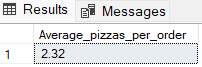 Results Messages
Average_pizzas_per_order
1 2.32